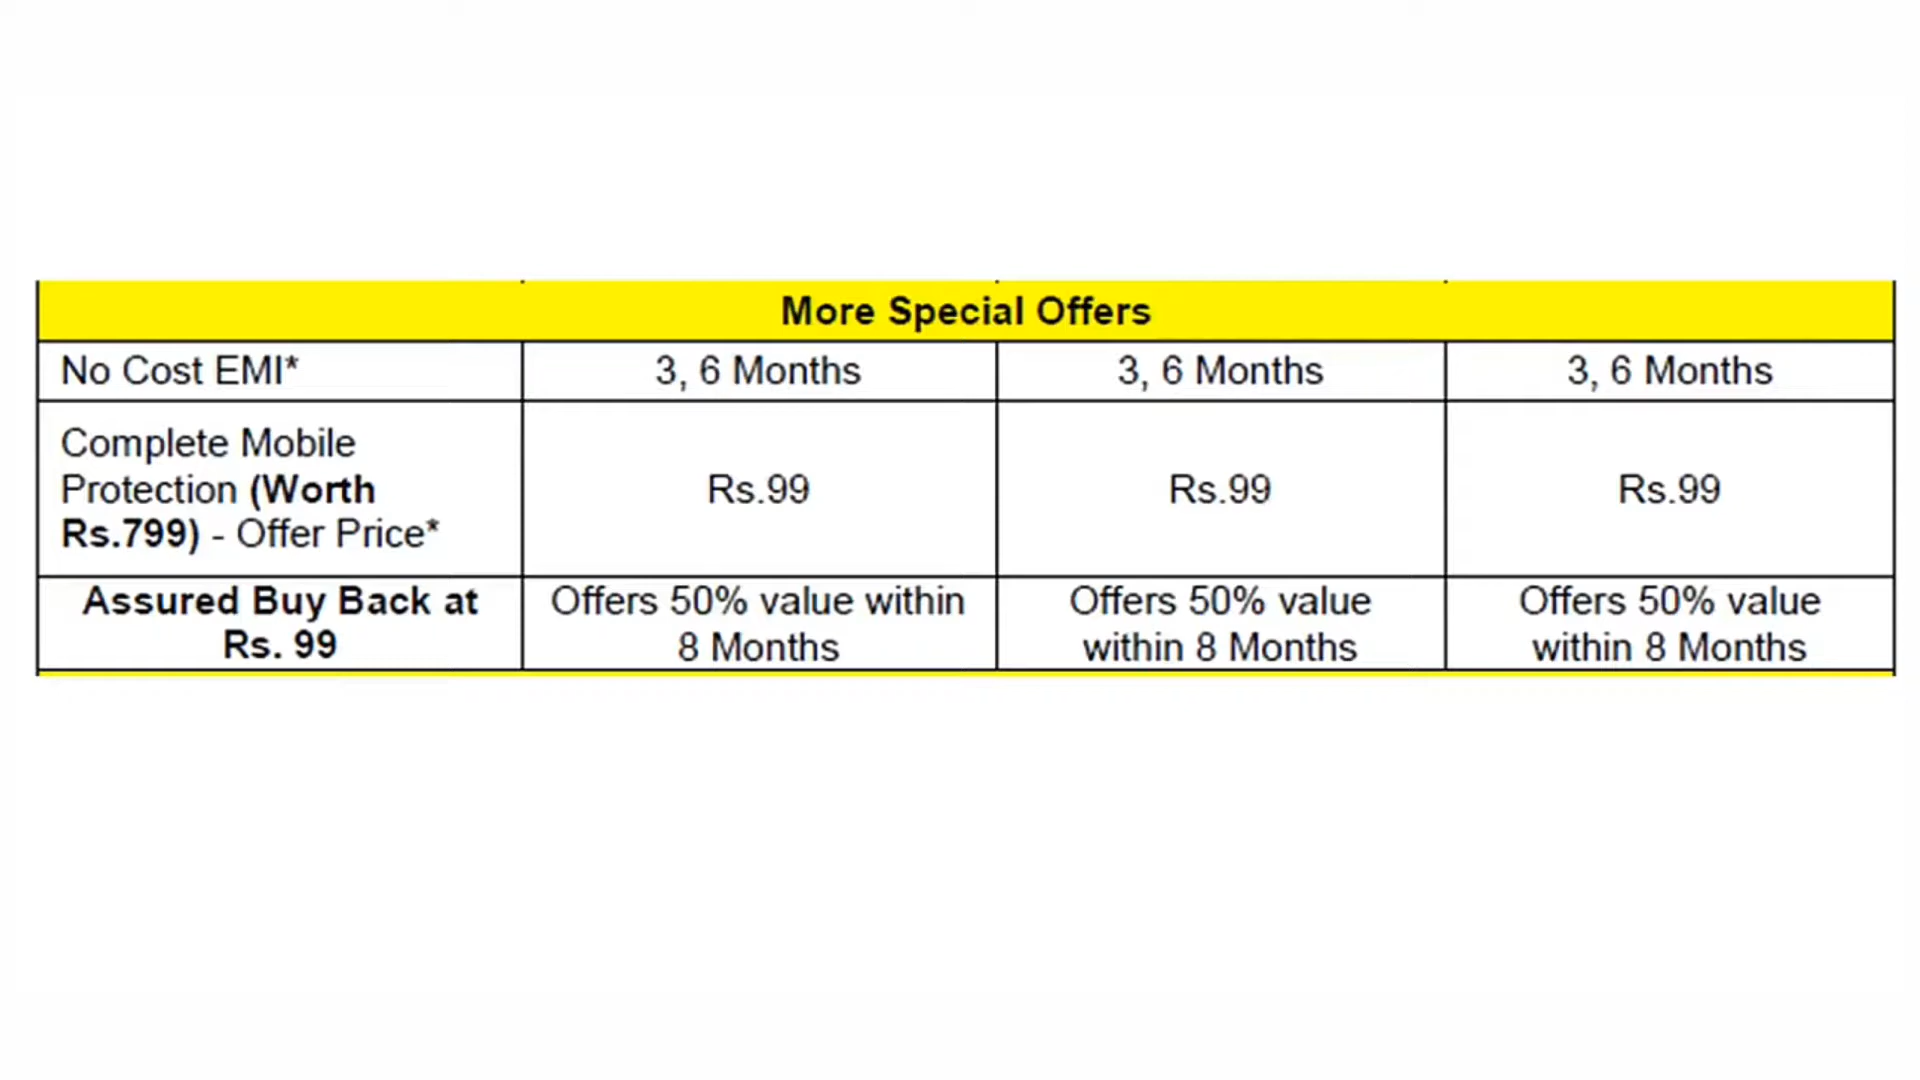 More Special Offers
No Cost EMI* 3, 6 Months 3, 6 Months 3, 6 Months
Complete Mobile
Protection (Worth
Rs.799) - Offer Price*
Rs.99 Rs.99 Rs.99
Assured Buy Back at
Rs. 99
Offers 50% value within
8 Months
Offers 50% value
within 8 Months
Offers 50% value
within 8 Months